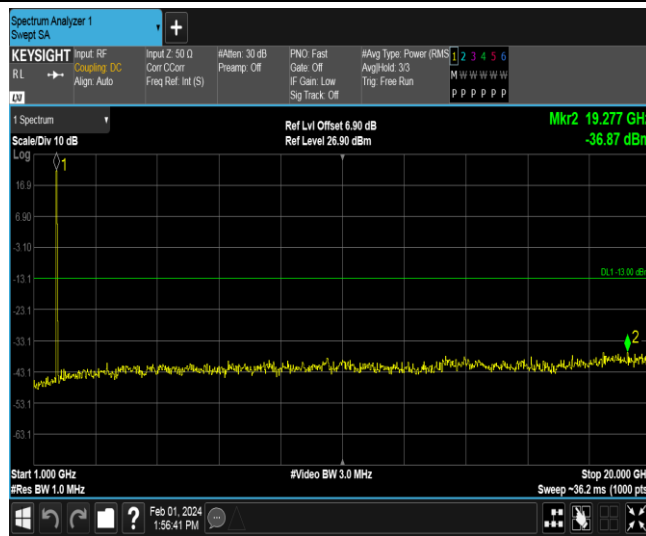 Spectrum Analyzer 1
Swept SA
+
KEYSIGHT
RL
LXI
Input: RF
Coupling: DC
Align: Auto
Input Z: 50 Ω
Corr CCorr
Freq Ref: Int (S)
#Atten: 30 dB
Preamp: Off
PNO: Fast
Gate: Off
IF Gain: Low
Sig Track: Off
#Avg Type: Power (RMS
Avg|Hold: 3/3
Trig: Free Run
1 2 3 4 5 6
M W W W W W
P P P P P P
1 Spectrum
Scale/Div 10 dB
Log
Ref Lvl Offset 6.90 dB
Ref Level 26.90 dBm
Mkr2 19.277 GHz
-36.87 dBm
1
16.9
6.90
-3.10
-13.1
DL1 -13.00 dBm
-23.1
-33.1
2
-43.1
-53.1
-63.1
Start 1.000 GHz
#Res BW 1.0 MHz
#Video BW 3.0 MHz
Stop 20.000 GHz
Sweep ~36.2 ms (1000 pts)
?
Feb 01, 2024
1:56:41 PM